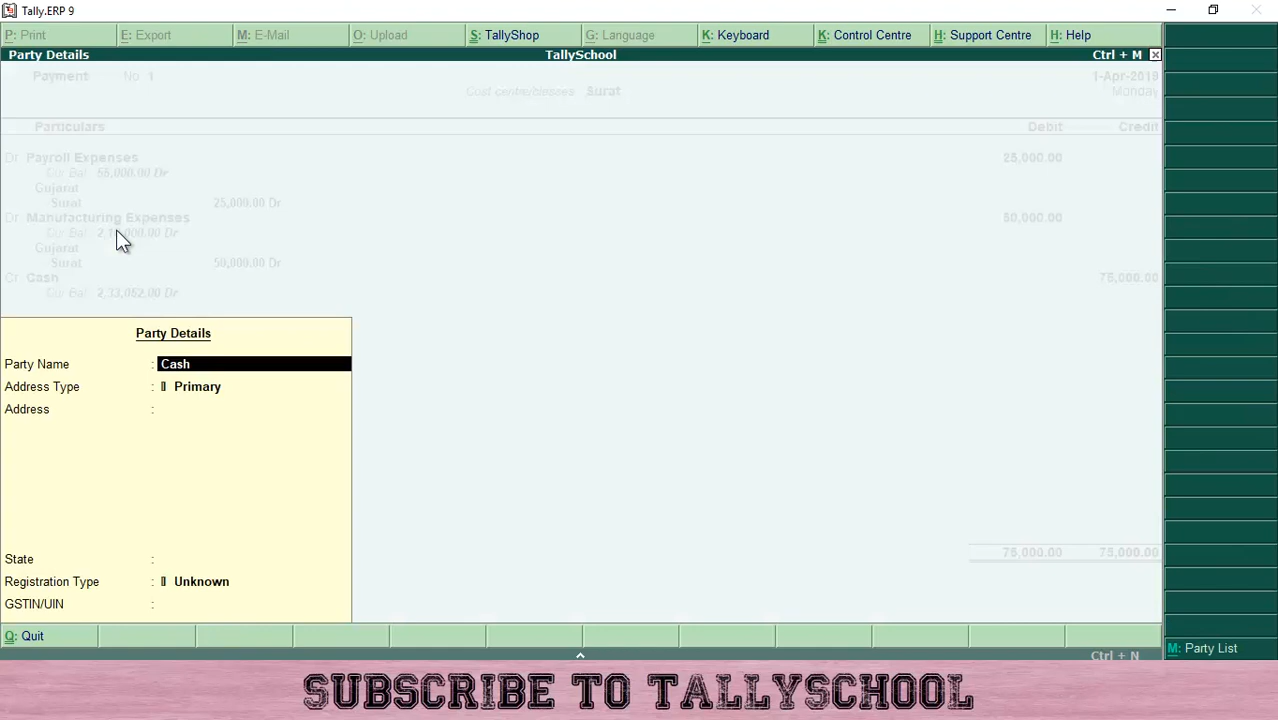 Tally.ERP 9
P: Print E: Export M: E-Mail O: Upload S: TallyShop G: Language K: Keyboard K: Control Centre H: Support Centre H: Help
Party Details TallySchool Ctrl + M
Payment No. 1 1-Apr-2019
Cost centre/classes: Surat Monday
Particulars Debit Credit
Dr Payroll Expenses 25,000.00
Cur Bal: 55,000.00 Dr
Gujarat
Surat 25,000.00 Dr
Dr Manufacturing Expenses 50,000.00
Cur Bal: Dr
Gujarat
Surat 50,000.00 Dr
Cr Cash 75,000.00
Cur Bal: 2,33,052.00 Dr
Party Details
Party Name : Cash
Address Type : Primary
Address :
State :
Registration Type : Unknown
GSTIN/UIN :
75,000.00 75,000.00
Q: Quit
Ctrl + N
M: Party List
SUBSCRIBE TO TALLYSCHOOL